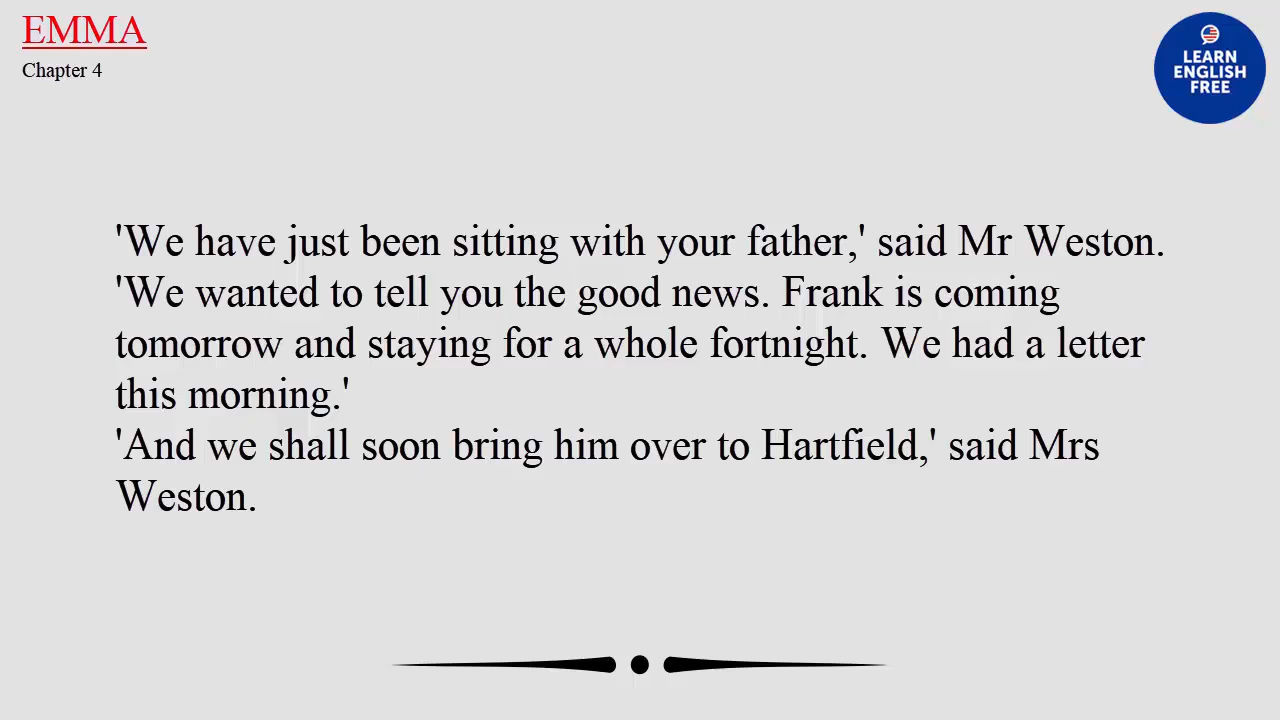 EMMA
Chapter 4
LEARN
ENGLISH
FREE
'We have just been sitting with your father,' said Mr Weston.
'We wanted to tell you the good news. Frank is coming
tomorrow and staying for a whole fortnight. We had a letter
this morning.'
'And we shall soon bring him over to Hartfield,' said Mrs
Weston.